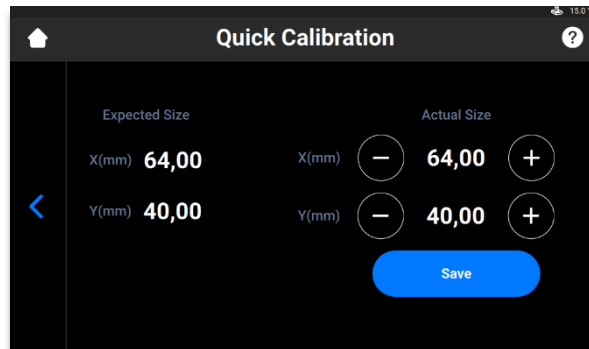 15.0
Quick Calibration
?
Expected Size
Actual Size
X(mm) 64,00
X(mm) − 64,00 +
Y(mm) 40,00
Y(mm) − 40,00 +
Save